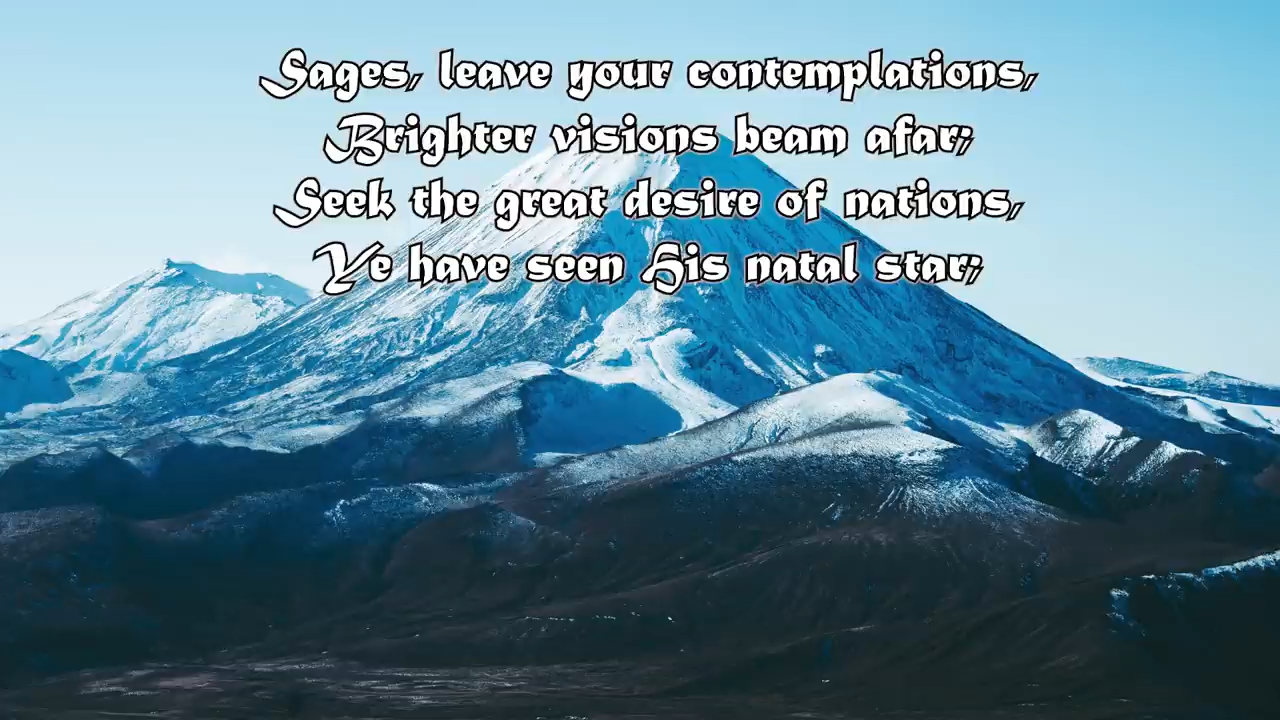 Sages, leave your contemplations,
Brighter visions beam afar;
Seek the great desire of nations,
Ye have seen His natal star;